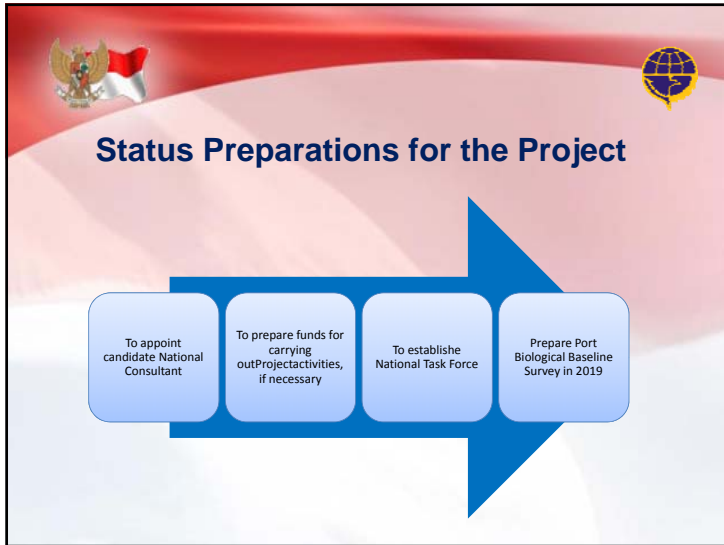 Status Preparations for the Project
To appoint
candidate National
Consultant
To prepare funds for
carrying
outProjectactivities,
if necessary
To establishe
National Task Force
Prepare Port
Biological Baseline
Survey in 2019